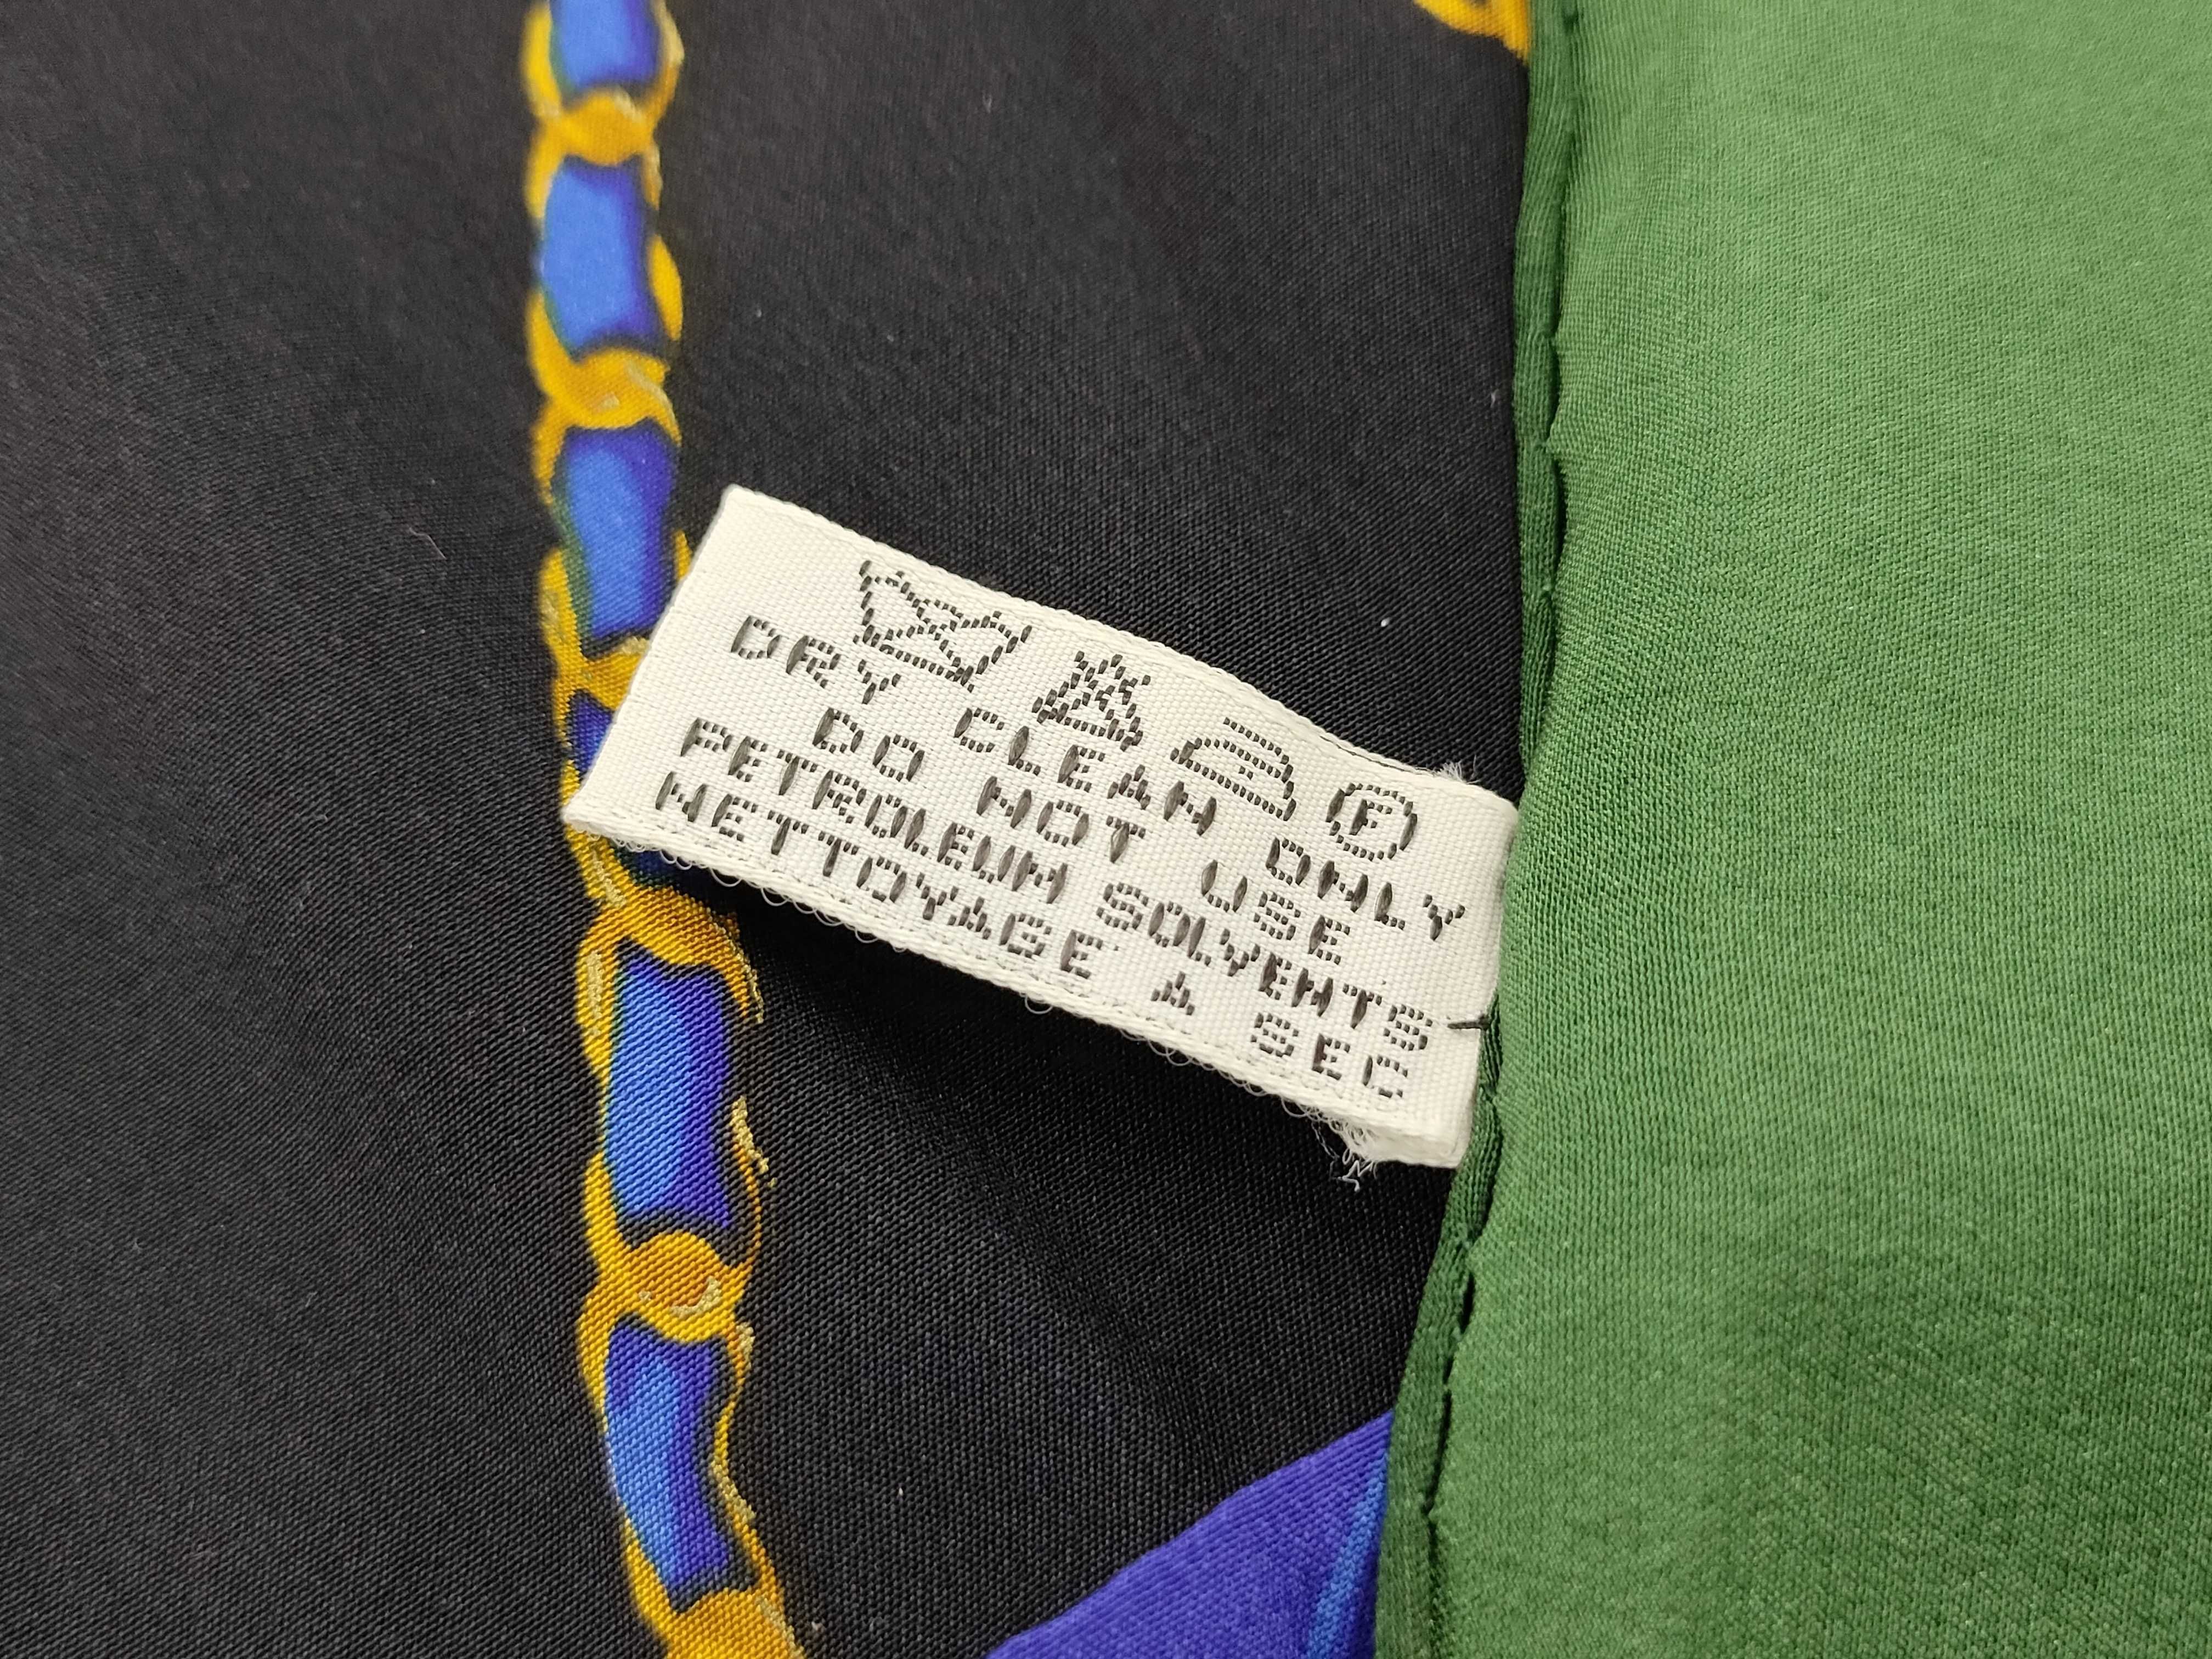 F
DRY CLEAN ONLY
DO NOT USE
PETROLEUM SOLVENTS
NETTOYAGE A SEC